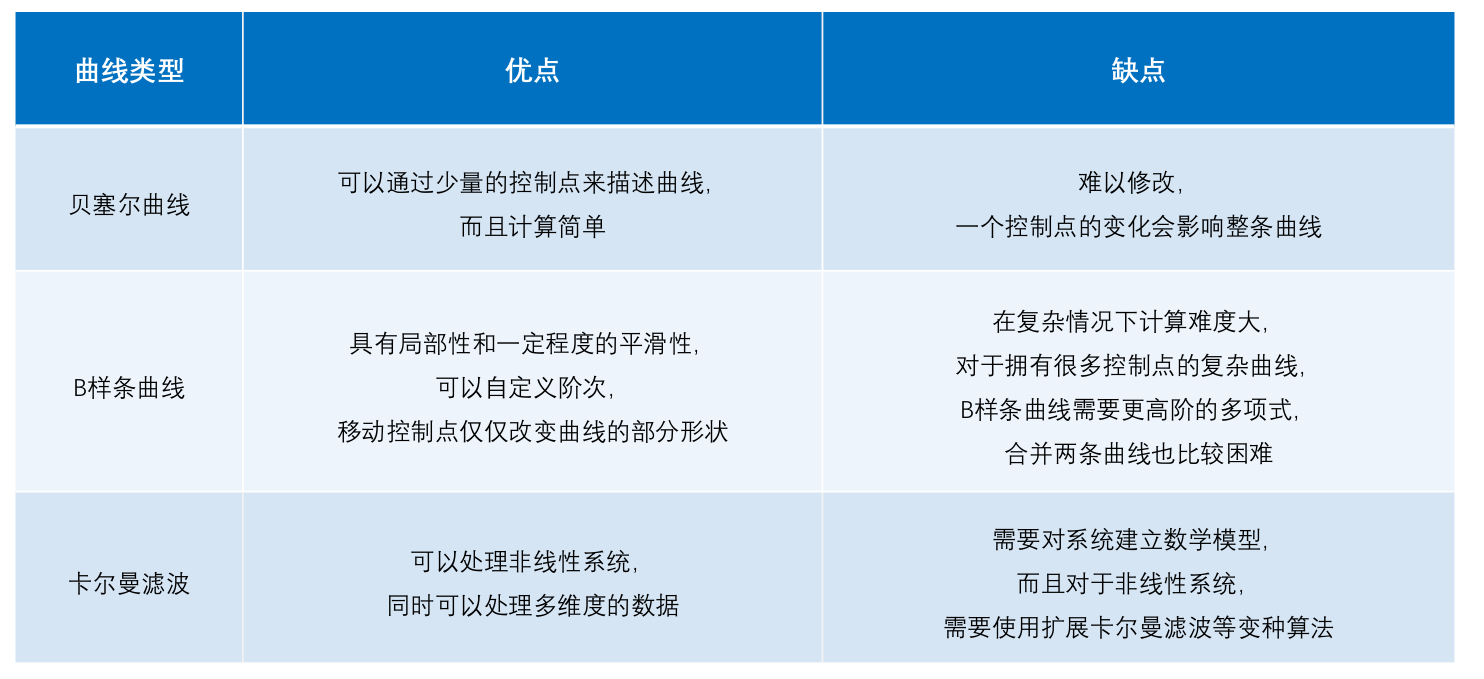 曲线类型
优点
缺点
贝塞尔曲线
可以通过少量的控制点来描述曲线,
而且计算简单
难以修改,
一个控制点的变化会影响整条曲线
B样条曲线
具有局部性和一定程度的平滑性,
可以自定义阶次,
移动控制点仅仅改变曲线的部分形状
在复杂情况下计算难度大,
对于拥有很多控制点的复杂曲线,
B样条曲线需要更高阶的多项式,
合并两条曲线也比较困难
卡尔曼滤波
可以处理非线性系统,
同时可以处理多维度的数据
需要对系统建立数学模型,
而且对于非线性系统,
需要使用扩展卡尔曼滤波等变种算法